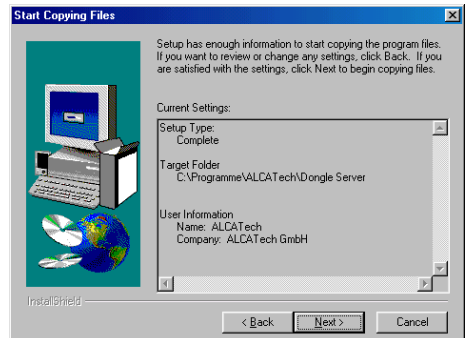 Start Copying Files
Setup has enough information to start copying the program files.
If you want to review or change any settings, click Back. If you
are satisfied with the settings, click Next to begin copying files.
Current Settings:
Setup Type:
Complete
Target Folder
C:\Programme\ALCATech\Dongle Server
User Information
Name: ALCATech
Company: ALCATech GmbH
InstallShield
< Back
Next >
Cancel